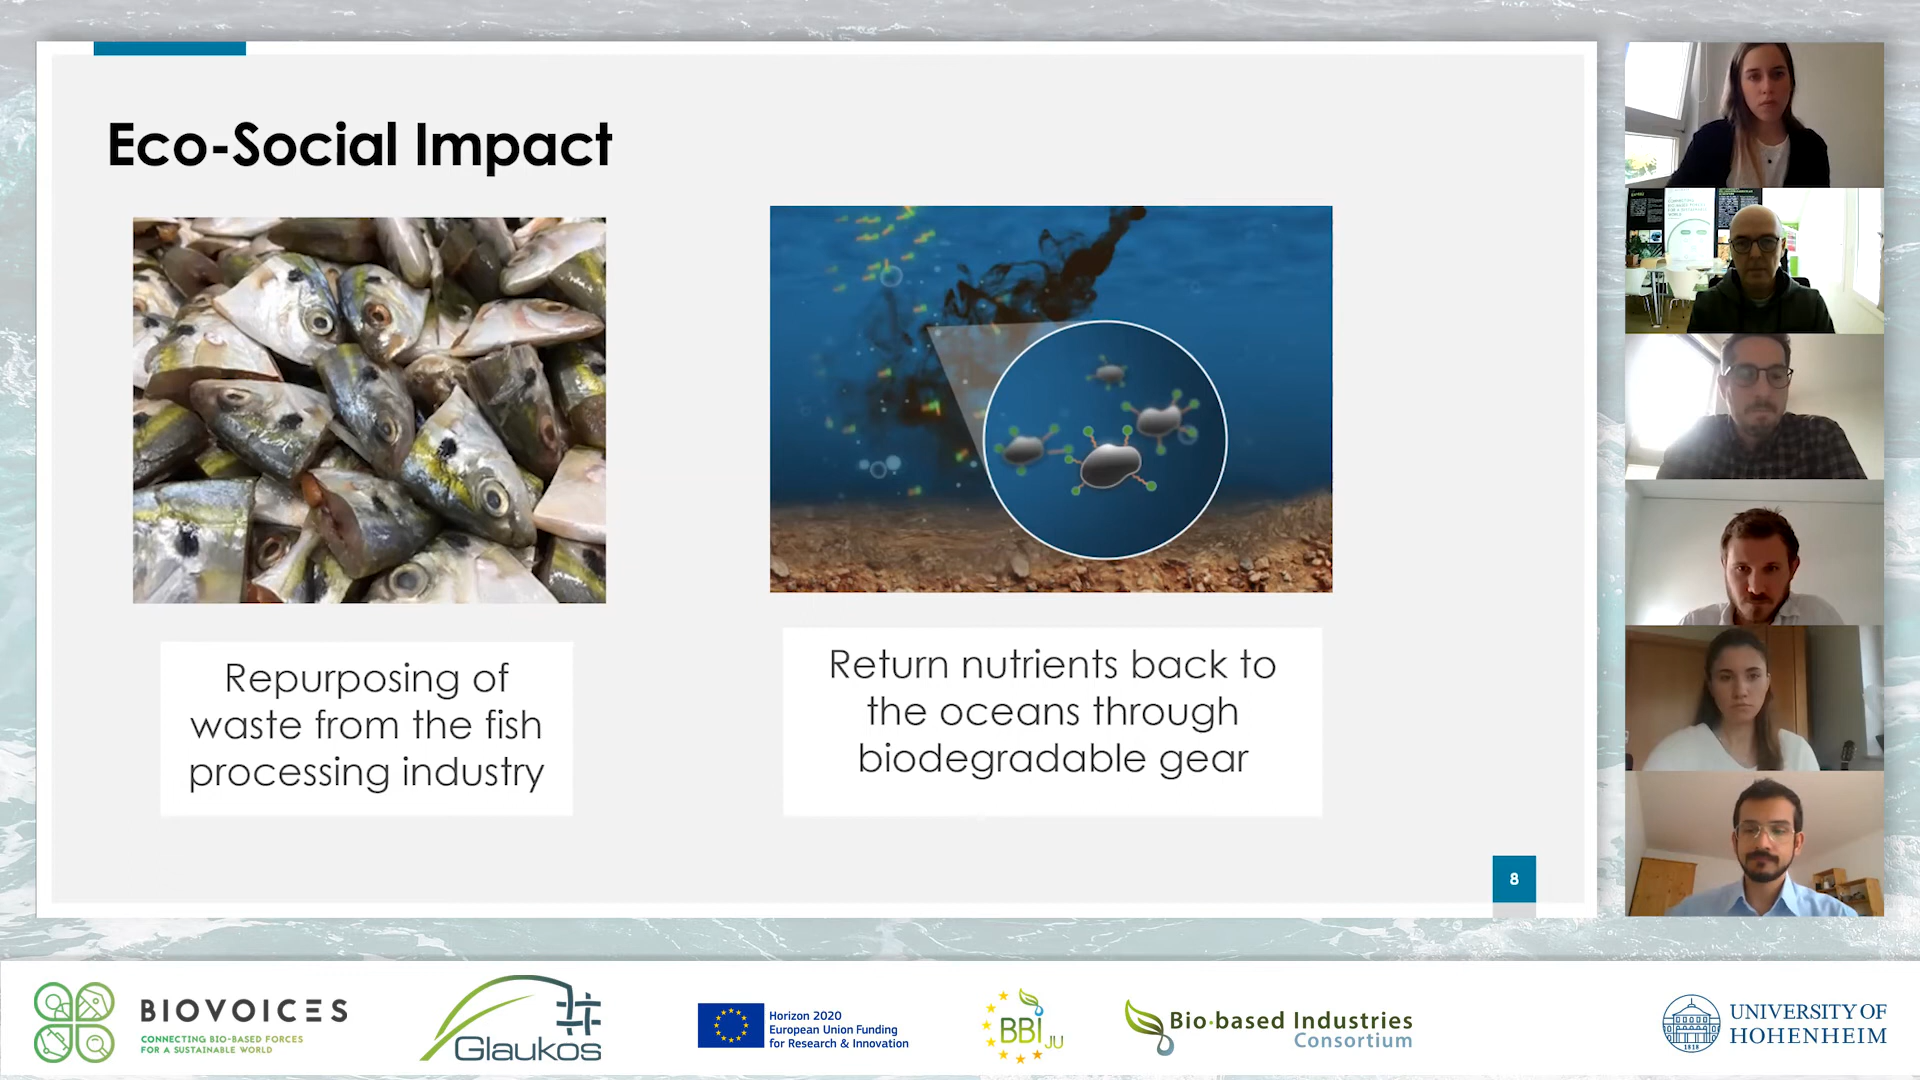 Eco-Social Impact
Repurposing of
waste from the fish
processing industry
Return nutrients back to
the oceans through
biodegradable gear
8
BIOVOICES
CONNECTING BIO-BASED FORCES
FOR A SUSTAINABLE WORLD
Glaukos
Horizon 2020
European Union Funding
for Research & Innovation
BBI JU
Bio-based Industries
Consortium
1818
UNIVERSITY OF
HOHENHEIM